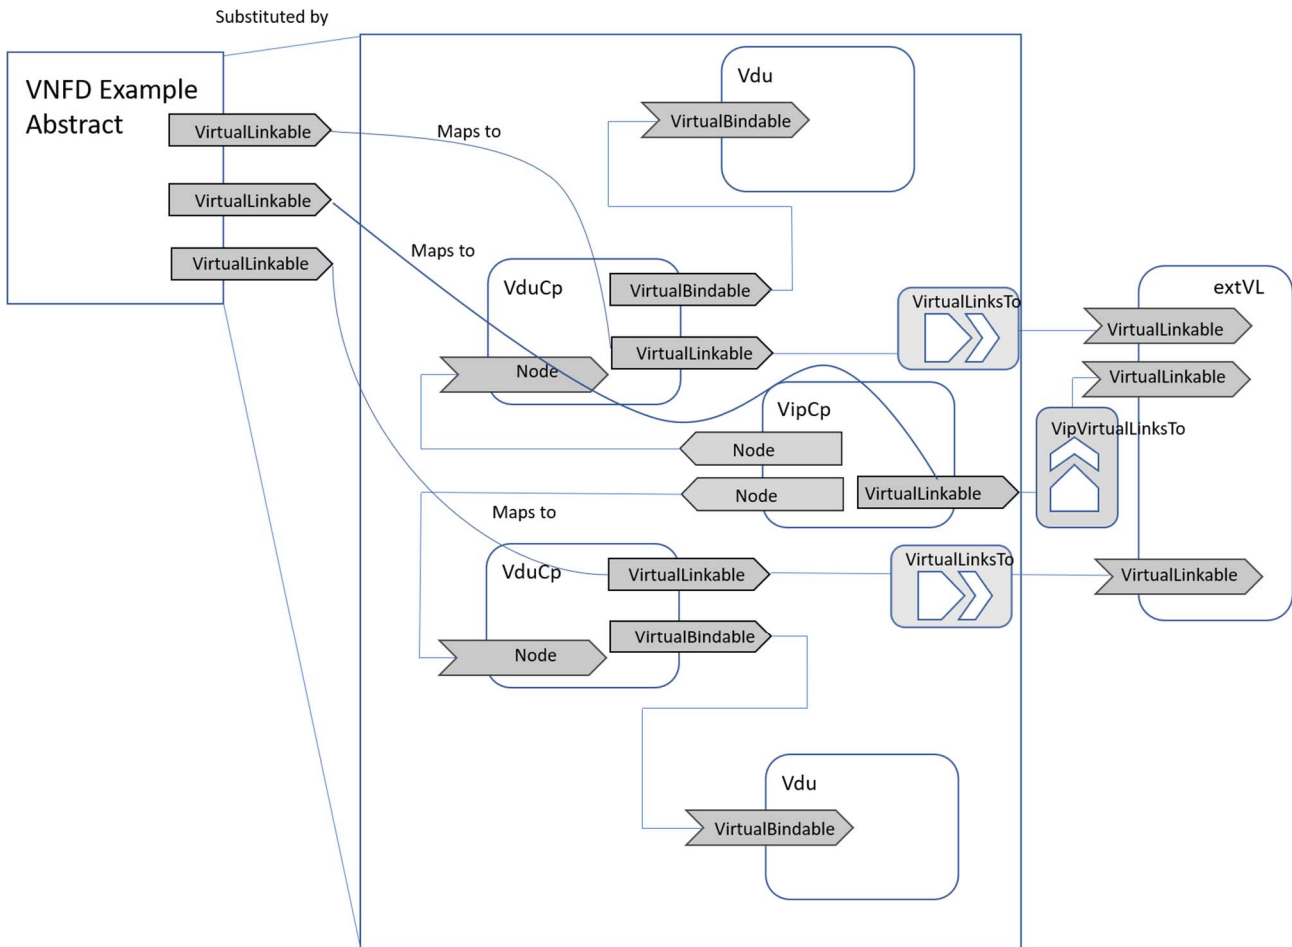 Substituted by
VNFD Example
Abstract
VirtualLinkable
VirtualLinkable
VirtualLinkable
Maps to
Maps to
Maps to
Vdu
VirtualBindable
VduCp
VirtualBindable
VirtualLinkable
Node
VirtualLinksTo
extVL
VirtualLinkable
VirtualLinkable
VipCp
Node
Node
VirtualLinkable
VipVirtualLinksTo
VduCp
VirtualLinkable
VirtualBindable
Node
VirtualLinksTo
VirtualLinkable
Vdu
VirtualBindable